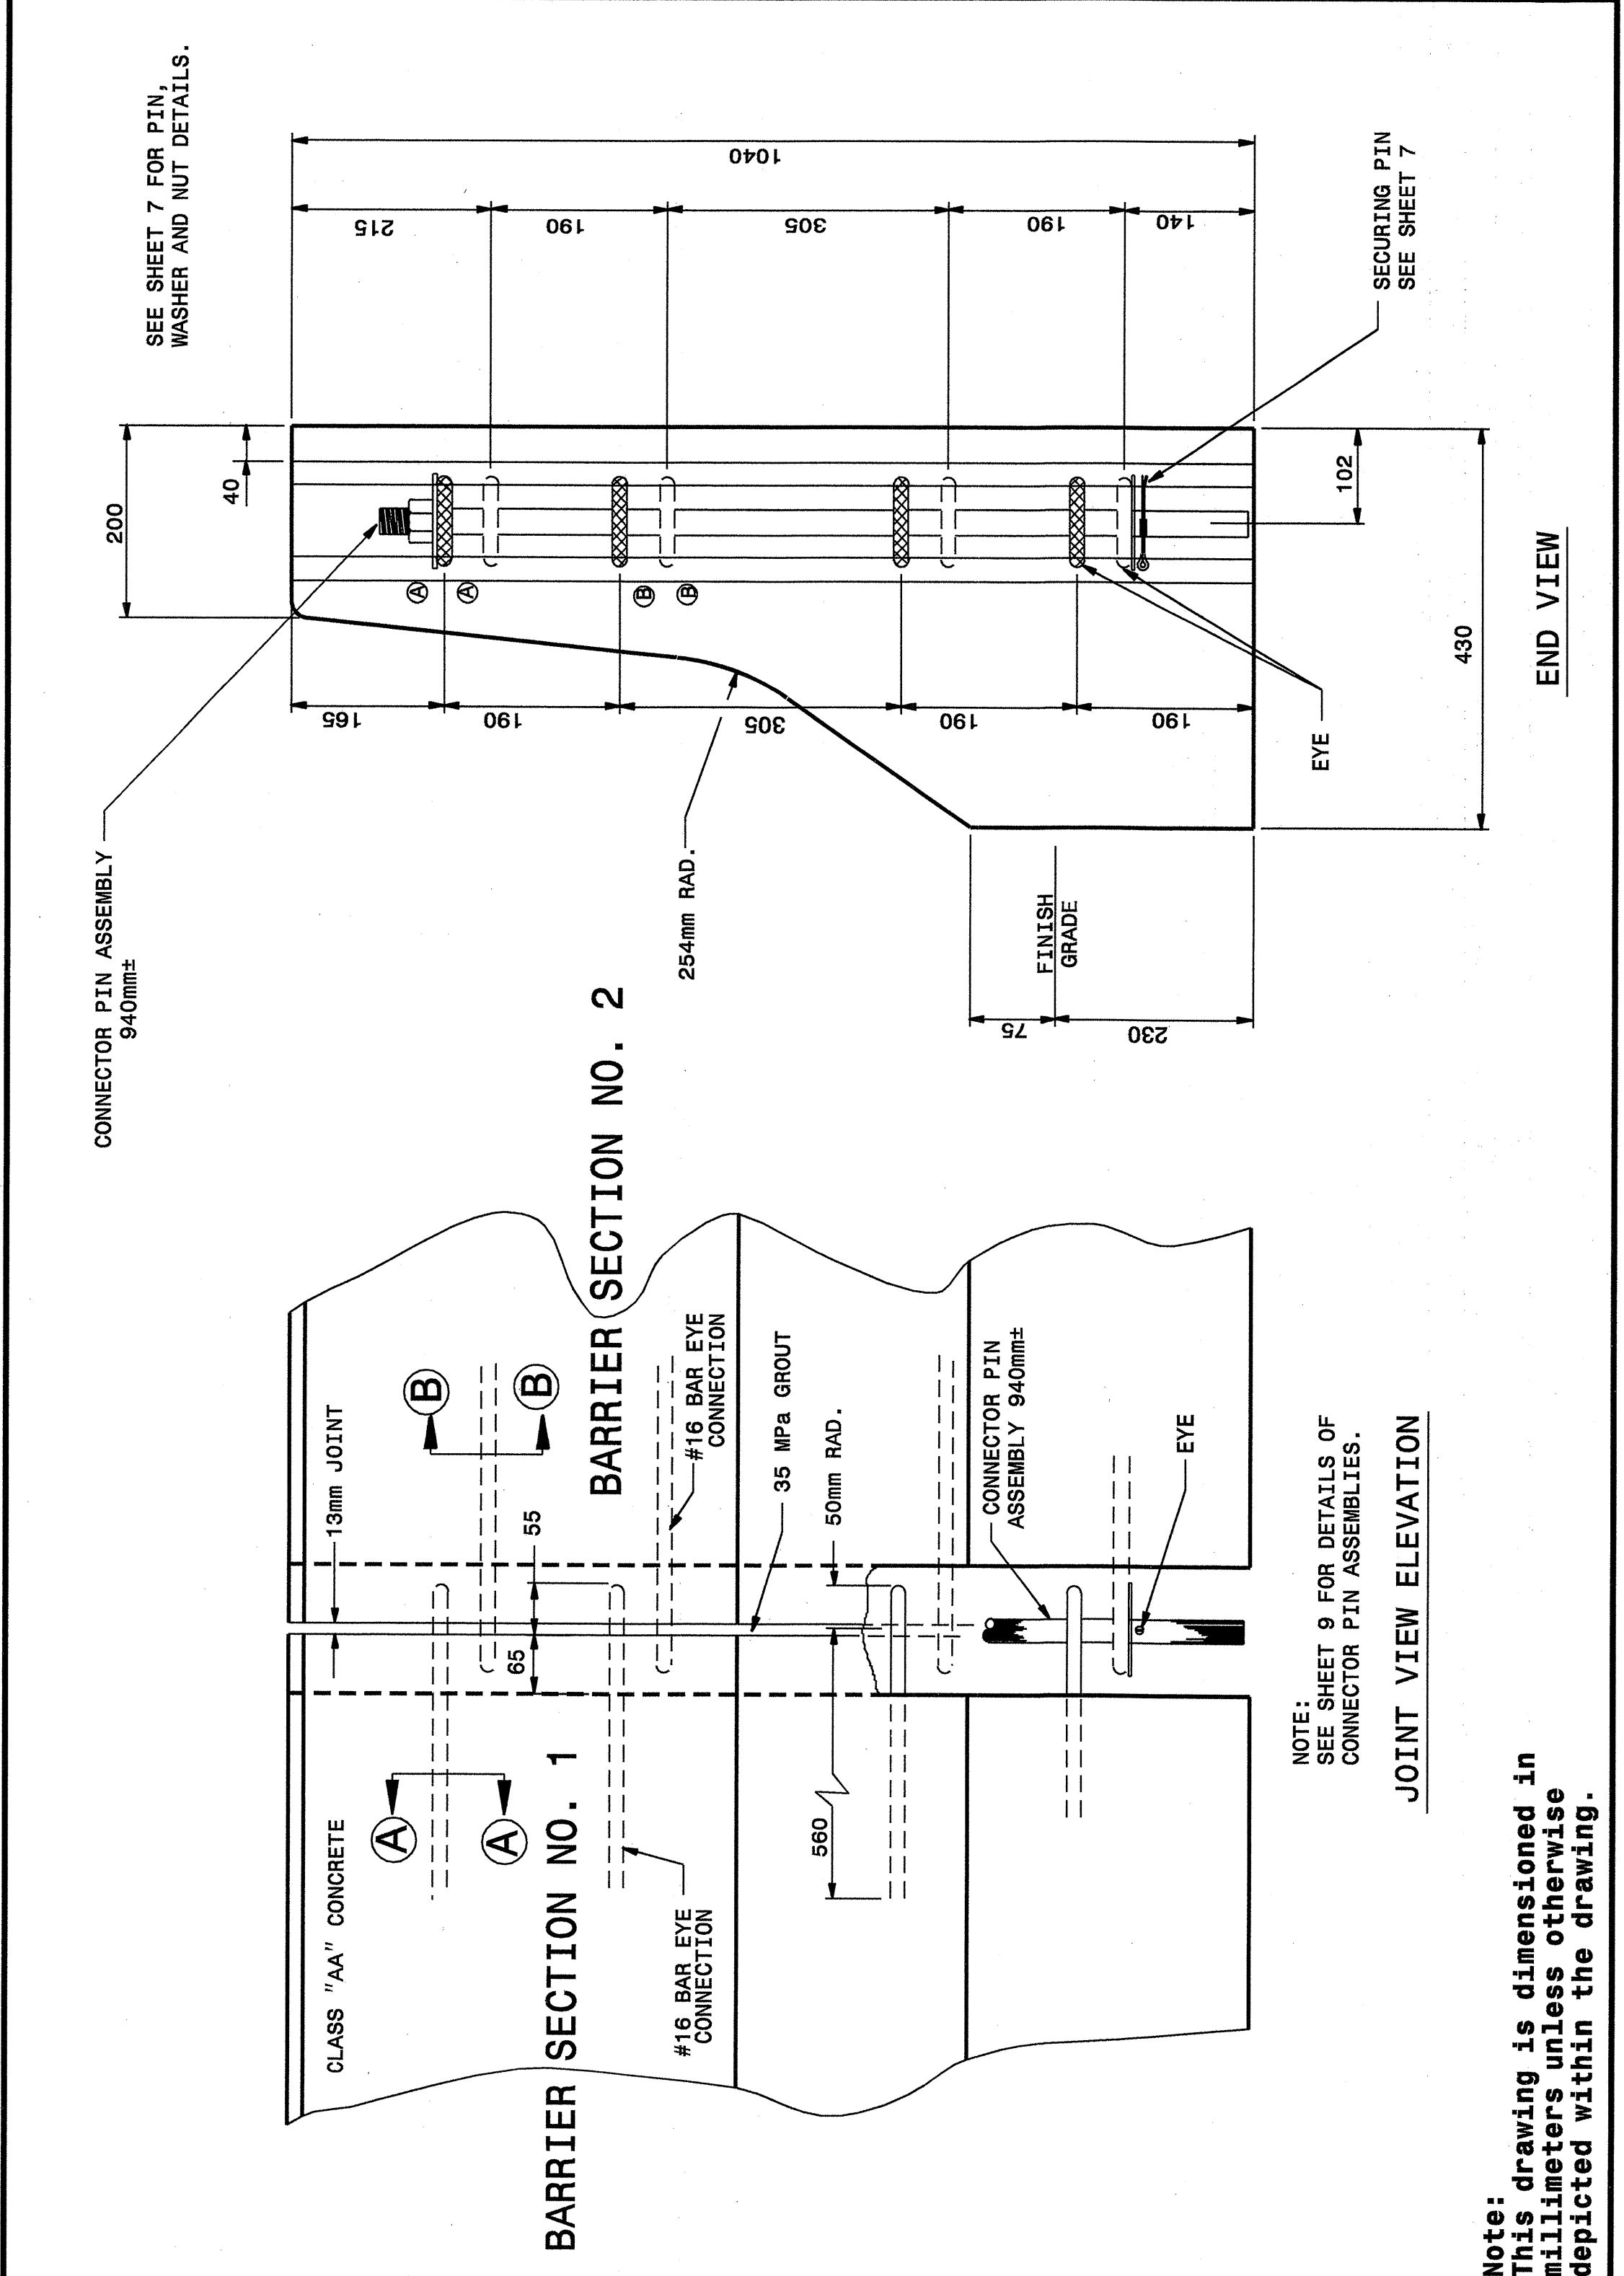 CLASS "AA" CONCRETE
13mm JOINT
A
A
B
B
BARRIER SECTION NO. 1
BARRIER SECTION NO. 2
65
55
#16 BAR EYE
CONNECTION
#16 BAR EYE
CONNECTION
35 MPa GROUT
560
50mm RAD.
CONNECTOR PIN
ASSEMBLY 940mm±
EYE
NOTE:
SEE SHEET 9 FOR DETAILS OF
CONNECTOR PIN ASSEMBLIES.
JOINT VIEW ELEVATION
CONNECTOR PIN ASSEMBLY
940mm±
SEE SHEET 7 FOR PIN,
WASHER AND NUT DETAILS.
200
40
165
190
305
190
190
A
A
B
B
215
190
305
190
140
1040
254mm RAD.
FINISH
GRADE
75
230
EYE
102
SECURING PIN
SEE SHEET 7
430
END VIEW
Note:
This drawing is dimensioned in
millimeters unless otherwise
depicted within the drawing.